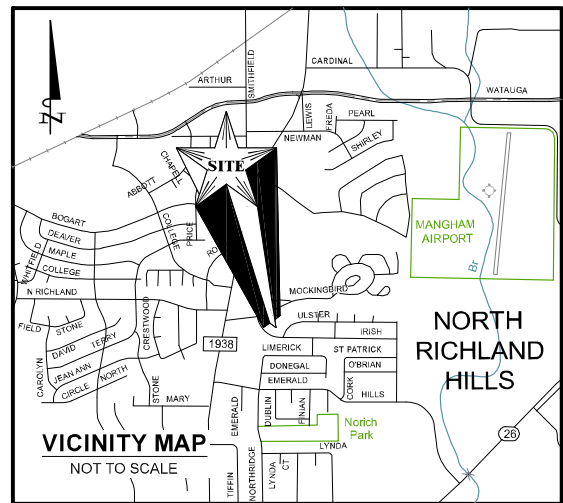 CARDINAL
ARTHUR
SMITHFIELD
WATAUGA
N
LEWIS
FREDA
PEARL
NEWMAN
SHIRLEY
SITE
CHAPELL
ABBOTT
BOGART
DEAVER
MAPLE
COLLEGE
WHITFIELD
COLLEGE
PRICE
RO
MANGHAM
AIRPORT
Br
N RICHLAND
MOCKINGBIRD
ULSTER
IRISH
FIELD
STONE
CRESTWOOD
DAVID
TERRY
JEAN ANN
CIRCLE
NORTH
CAROLYN
1938
LIMERICK
ST PATRICK
DONEGAL
O'BRIAN
EMERALD
CORK
HILLS
NORTH
RICHLAND
HILLS
STONE
MARY
EMERALD
DUBLIN
FINIAN
Norich
Park
26
LYNDA
VICINITY MAP
NOT TO SCALE
TIFFIN
NORTHRIDGE
LYNDA
CT